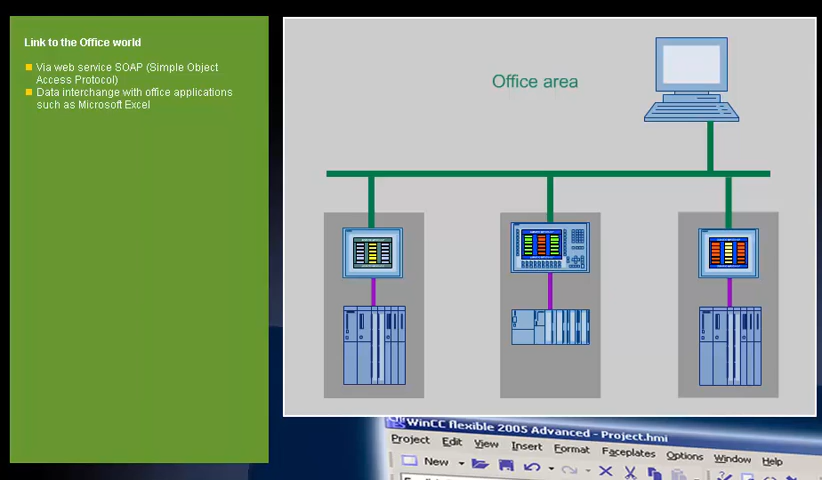 Link to the Office world
Via web service SOAP (Simple Object
Access Protocol)
Data interchange with office applications
such as Microsoft Excel
Office area
WinCC flexible 2005 Advanced - Project.hmi
Project Edit View Insert Format Faceplates Options Window Help
New